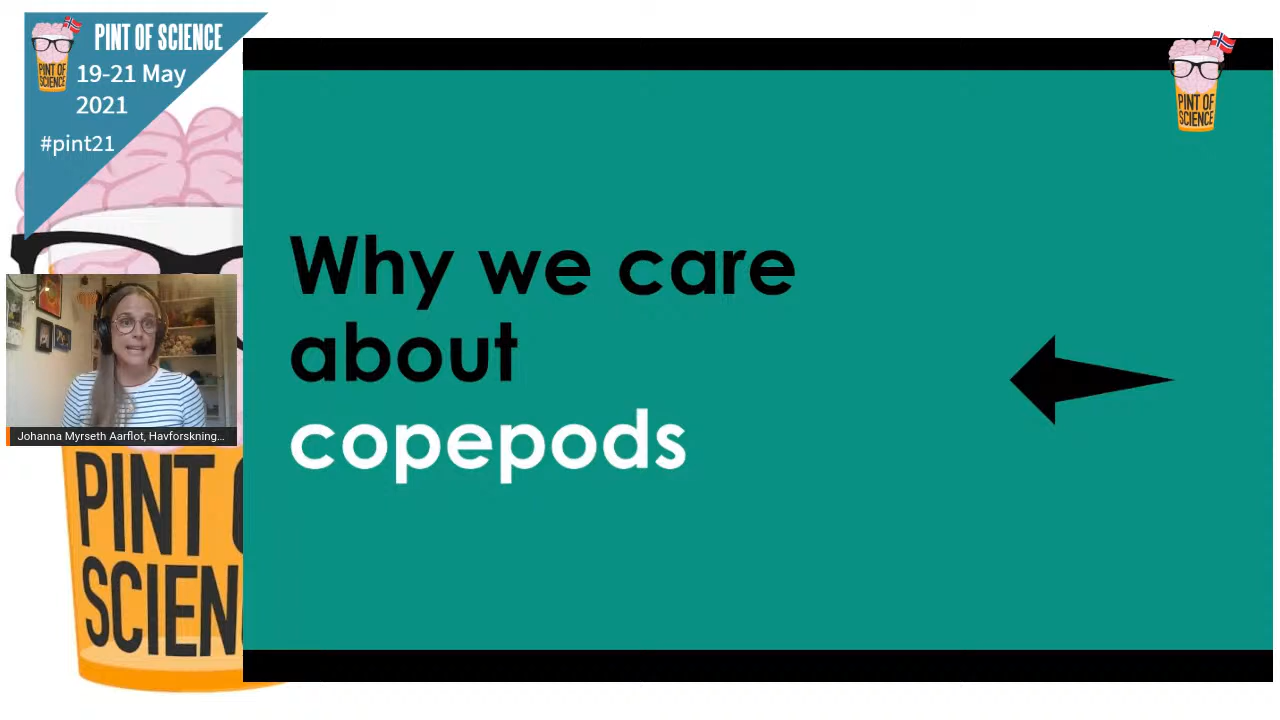 PINT OF SCIENCE
19-21 May
2021
#pint21
PINT OF
SCIENCE
PINT OF
SCIENCE
Why we care
about
copepods
Johanna Myrseth Aarflot, Havforskning...
PINT O
SCIEN